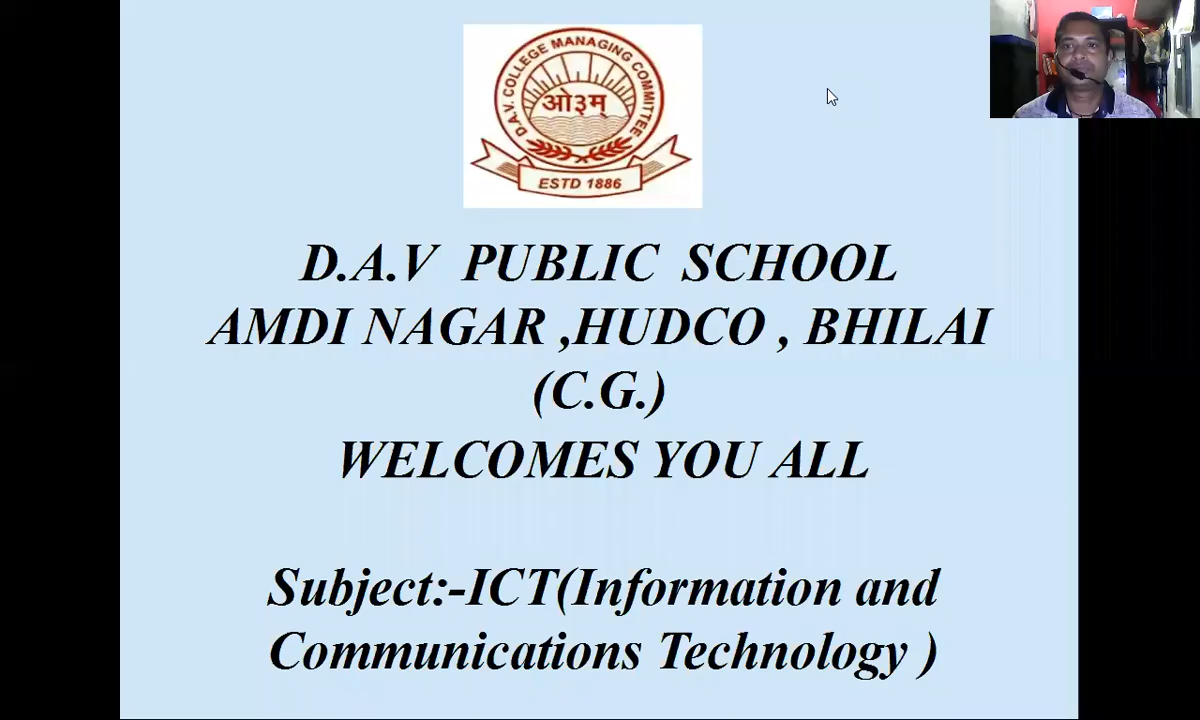 D.A.V. COLLEGE MANAGING COMMITTEE
ओ३म्
ESTD 1886
D.A.V PUBLIC SCHOOL
AMDI NAGAR ,HUDCO , BHILAI
(C.G.)
WELCOMES YOU ALL
Subject:-ICT(Information and
Communications Technology )